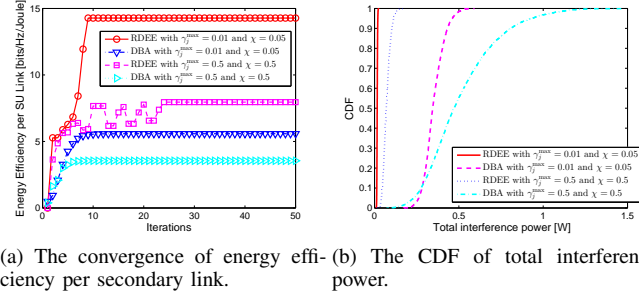 Energy Efficiency per SU Link [bits/Hz/Joule]
15
10
5
0
0
10
20
30
40
50
Iterations
RDEE with γ_j^max = 0.01 and χ = 0.05
DBA with γ_j^max = 0.01 and χ = 0.05
RDEE with γ_j^max = 0.5 and χ = 0.5
DBA with γ_j^max = 0.5 and χ = 0.5
(a) The convergence of energy effi-
ciency per secondary link.
CDF
1
0.9
0.8
0.7
0.6
0.5
0.4
0.3
0.2
0.1
0
0
0.5
1
1.5
Total interference power [W]
RDEE with γ_j^max = 0.01 and χ = 0.05
DBA with γ_j^max = 0.01 and χ = 0.05
RDEE with γ_j^max = 0.5 and χ = 0.5
DBA with γ_j^max = 0.5 and χ = 0.5
(b) The CDF of total interferen
power.